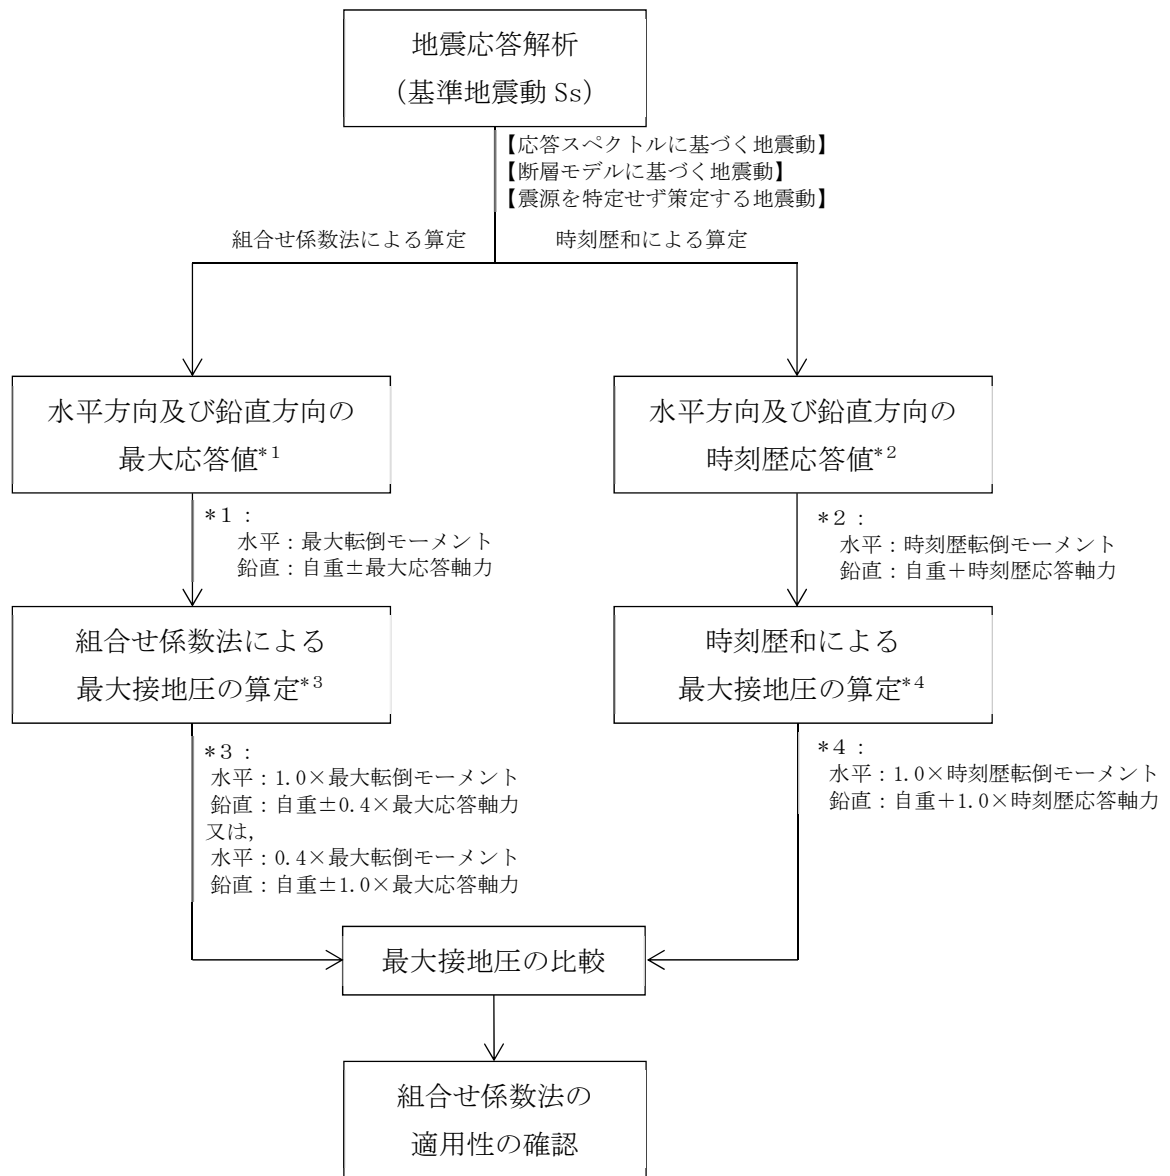 地震応答解析
(基準地震動 Ss)
【応答スペクトルに基づく地震動】
【断層モデルに基づく地震動】
【震源を特定せず策定する地震動】
組合せ係数法による算定
時刻歴和による算定
水平方向及び鉛直方向の
最大応答値*1
水平方向及び鉛直方向の
時刻歴応答値*2
*1：
水平：最大転倒モーメント
鉛直：自重±最大応答軸力
*2：
水平：時刻歴転倒モーメント
鉛直：自重＋時刻歴応答軸力
組合せ係数法による
最大接地圧の算定*3
時刻歴和による
最大接地圧の算定*4
*3：
水平：1.0×最大転倒モーメント
鉛直：自重±0.4×最大応答軸力
又は,
水平：0.4×最大転倒モーメント
鉛直：自重±1.0×最大応答軸力
*4：
水平：1.0×時刻歴転倒モーメント
鉛直：自重＋1.0×時刻歴応答軸力
最大接地圧の比較
組合せ係数法の
適用性の確認